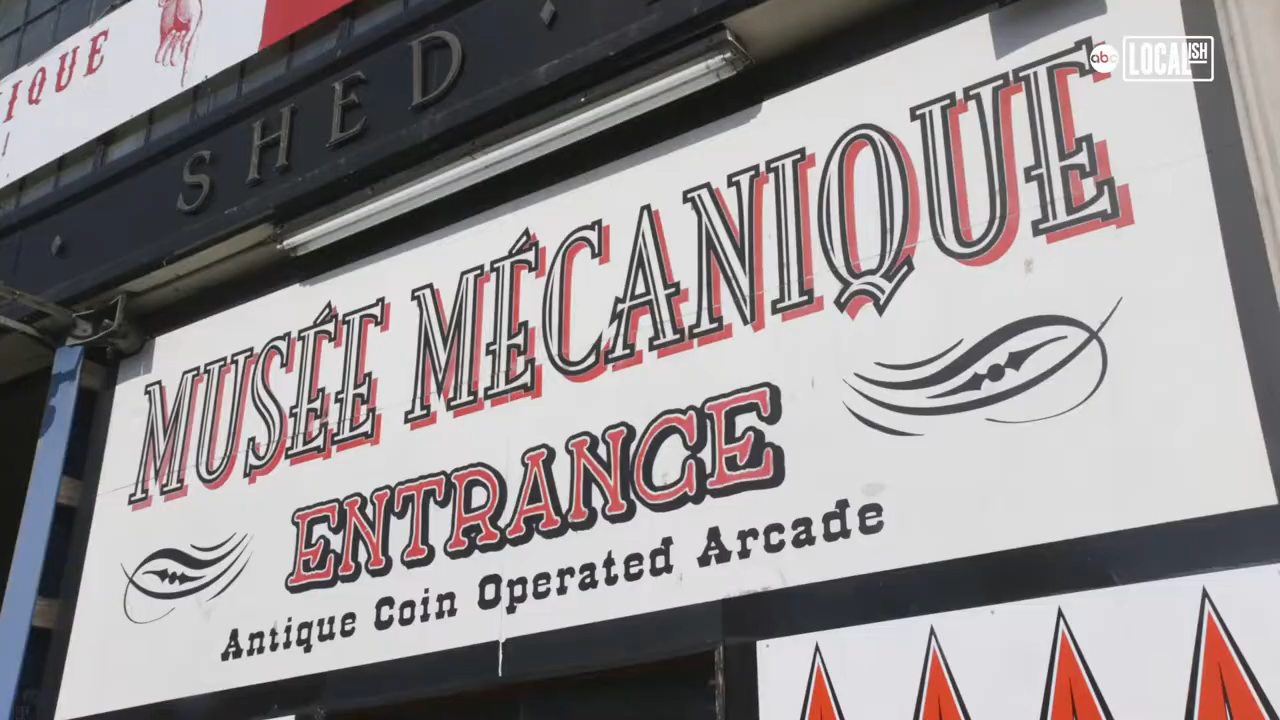 IQUE
SHED
abc LOCALISH
MUSÉE MÉCANIQUE
ENTRANCE
Antique Coin Operated Arcade